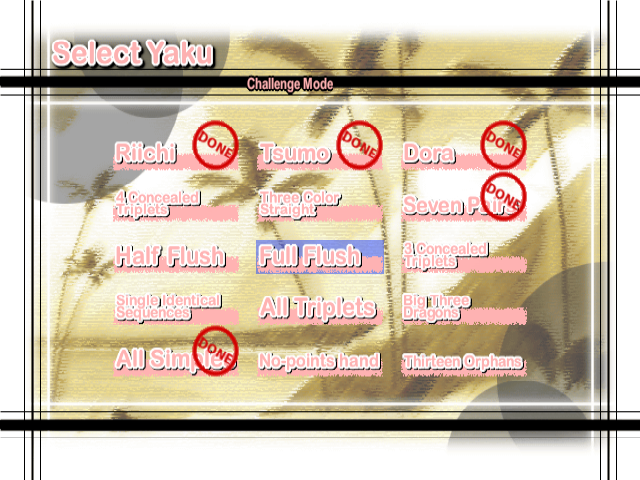 Select Yaku
Challenge Mode
Riichi DONE
Tsumo DONE
Dora DONE
4 Concealed
Triplets
Three Color
Straight
Seven Pairs DONE
Half Flush
Full Flush
3 Concealed
Triplets
Single Identical
Sequences
All Triplets
Big Three
Dragons
All Simples DONE
No-points hand
Thirteen Orphans